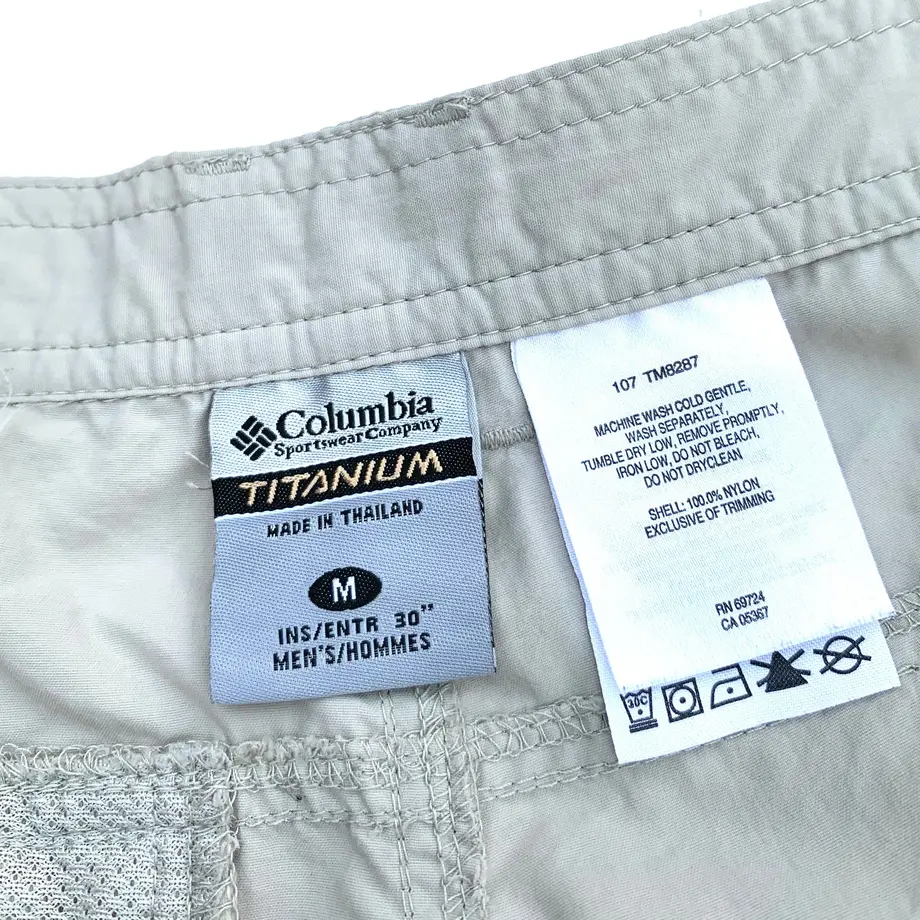 Columbia
Sportswear Company
TITANIUM
MADE IN THAILAND
M
INS/ENTR 30"
MEN'S/HOMMES
107 TM8287
MACHINE WASH COLD GENTLE,
WASH SEPARATELY,
TUMBLE DRY LOW, REMOVE PROMPTLY,
IRON LOW, DO NOT BLEACH,
DO NOT DRYCLEAN
SHELL: 100.0% NYLON
EXCLUSIVE OF TRIMMING
RN 69724
CA 05367
30C